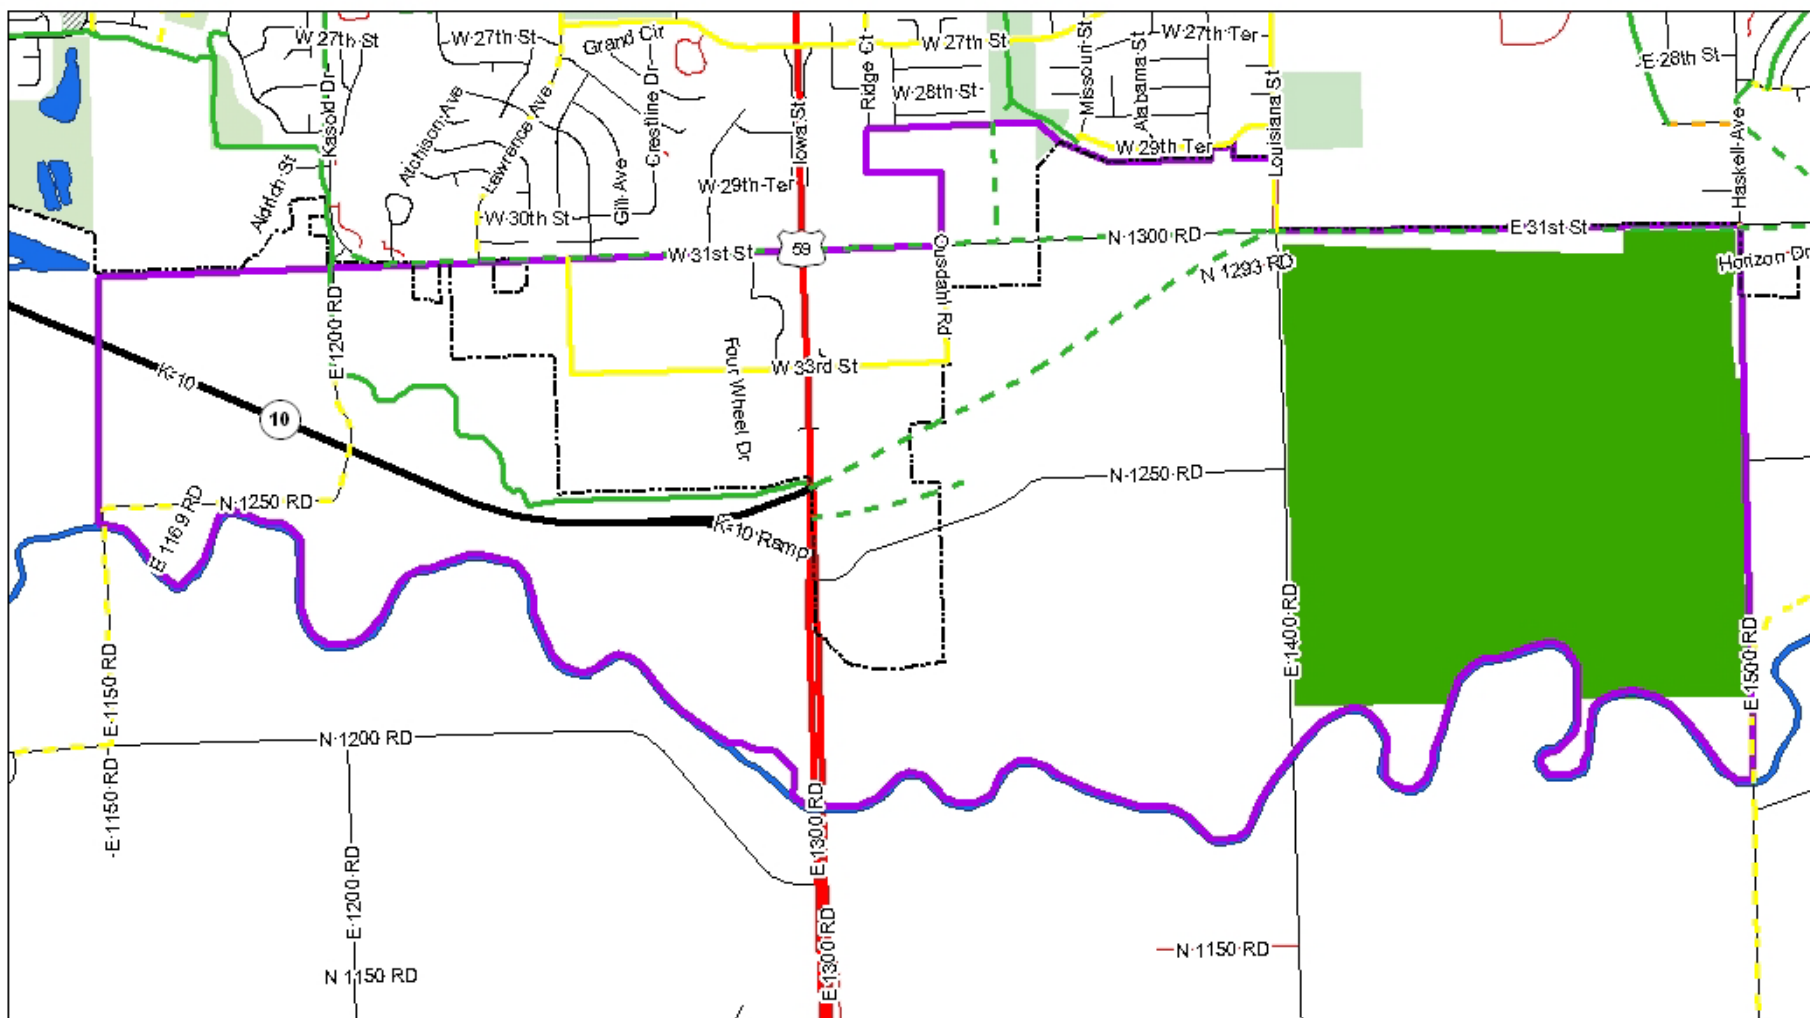 W 27th St
W 27th St
Grand Cir
W 27th St
W 27th Ter
E 28th St
Kasold Dr
Atchison Ave
Lawrence Ave
Crestline Dr
Iowa St
Ridge Ct
W 28th St
Missouri St
Alabama St
Louisiana St
Haskell Ave
Aldrich St
W 29th Ter
W 29th Ter
Gill Ave
W 30th St
W 31st St
59
N 1300 RD
E 31st St
N 1293 RD
Horizon Dr
Ousdahl Rd
E 1200 RD
K-10
10
Four Wheel Dr
W 33rd St
N 1250 RD
N 1250 RD
E 1169 RD
K-10 Ramp
E 1400 RD
E 1500 RD
E 1150 RD
N 1200 RD
E 1150 RD
E 1300 RD
E 1200 RD
E 1300 RD
N 1150 RD
N 1150 RD